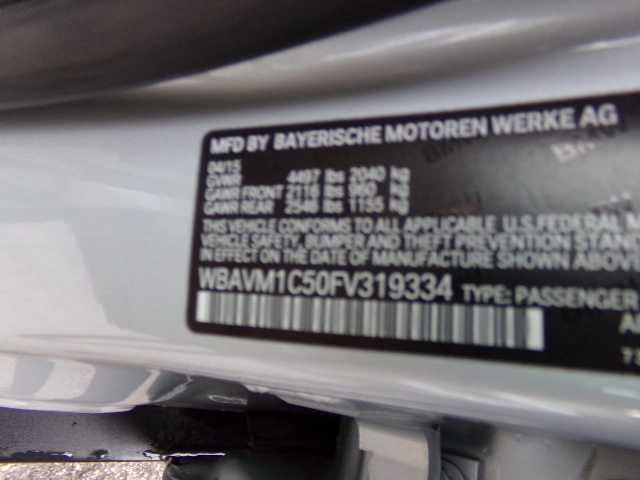 MFD BY BAYERISCHE MOTOREN WERKE AG
04/15
GVWR 4497 lbs 2040 kg
GAWR FRONT 2116 lbs 960 kg
GAWR REAR 2546 lbs 1155 kg
THIS VEHICLE CONFORMS TO ALL APPLICABLE U.S. FEDERAL M
VEHICLE SAFETY, BUMPER AND THEFT PREVENTION STANDA
IN EFFECT ON THE DATE OF MANUFACTURE SHOWN ABOVE
WBAVM1C50FV319334 TYPE: PASSENGER